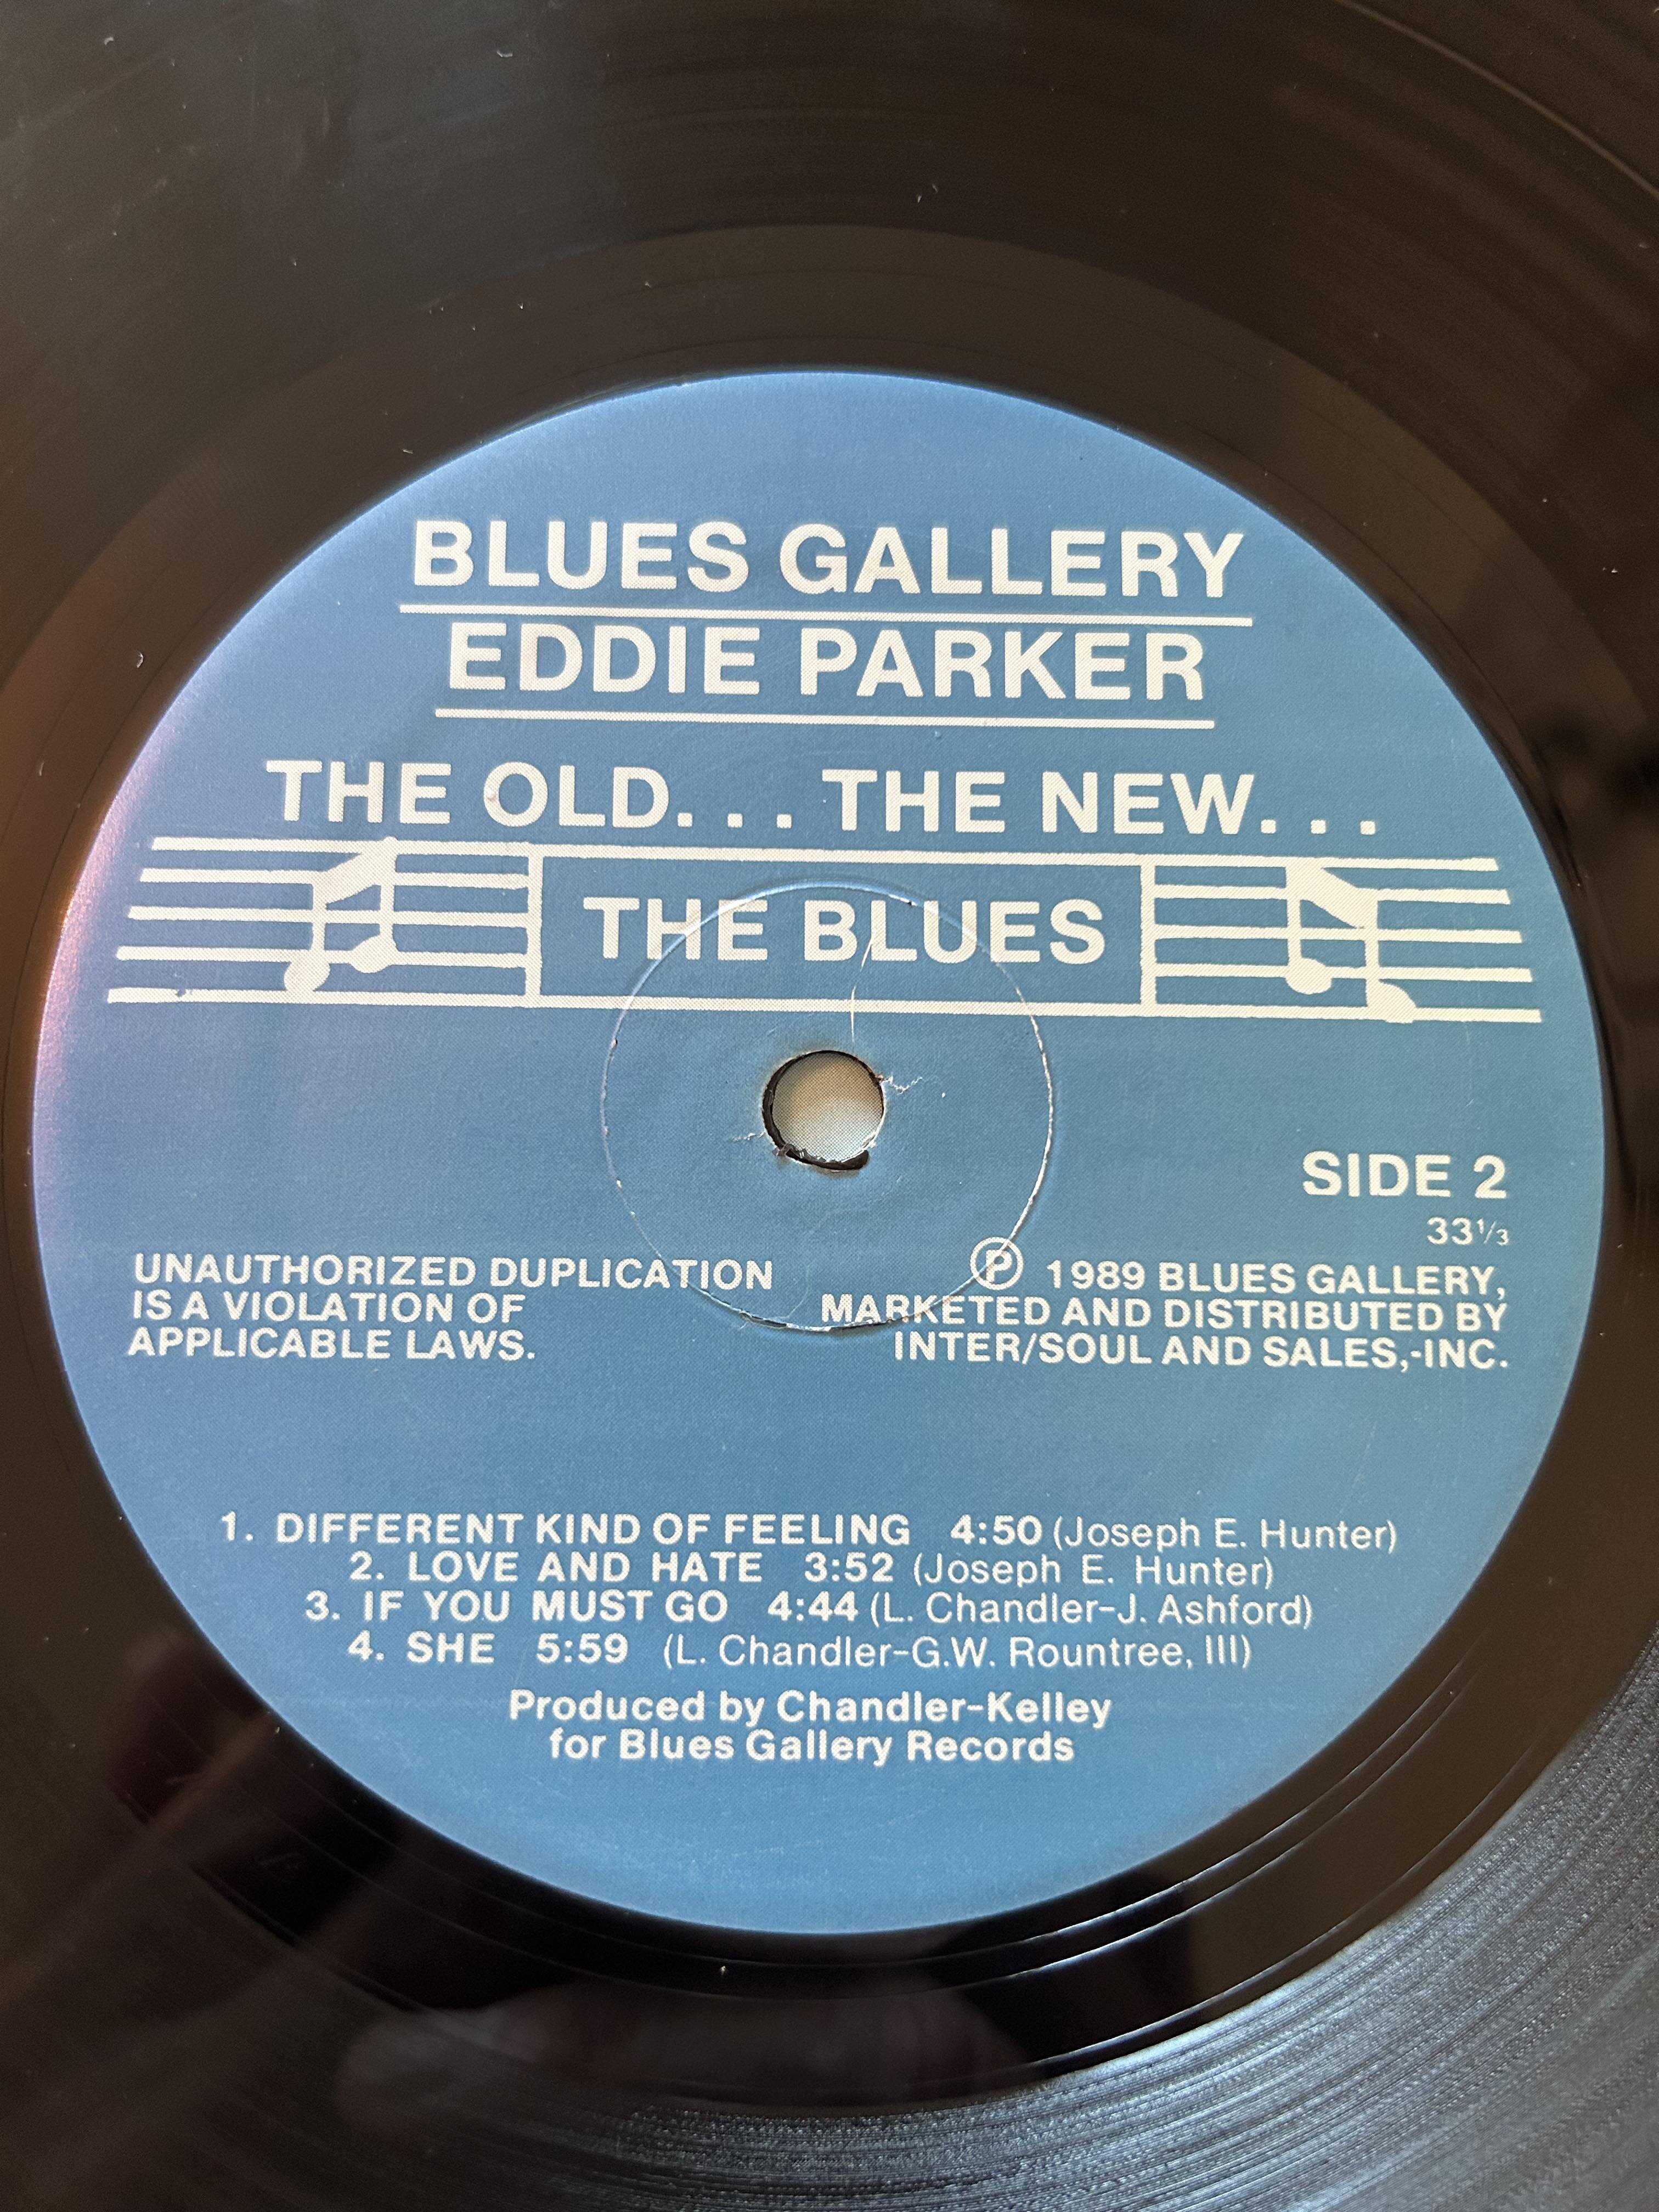 BLUES GALLERY
EDDIE PARKER
THE OLD. . . THE NEW. . .
THE BLUES
SIDE 2
33⅓
UNAUTHORIZED DUPLICATION
IS A VIOLATION OF
APPLICABLE LAWS.
Ⓟ 1989 BLUES GALLERY,
MARKETED AND DISTRIBUTED BY
INTER/SOUL AND SALES,-INC.
1. DIFFERENT KIND OF FEELING 4:50 (Joseph E. Hunter)
2. LOVE AND HATE 3:52 (Joseph E. Hunter)
3. IF YOU MUST GO 4:44 (L. Chandler-J. Ashford)
4. SHE 5:59 (L. Chandler-G.W. Rountree, III)
Produced by Chandler-Kelley
for Blues Gallery Records